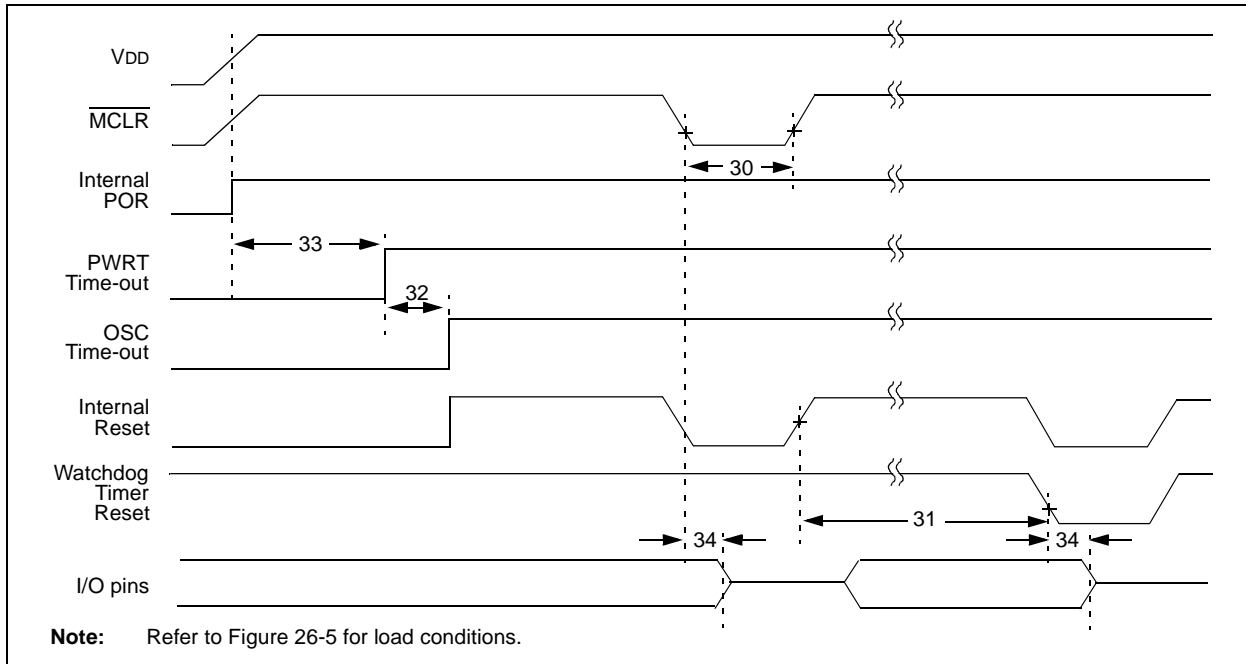 VDD
MCLR
30
Internal
POR
33
PWRT
Time-out
32
OSC
Time-out
Internal
Reset
Watchdog
Timer
Reset
31
34
34
I/O pins
Note: Refer to Figure 26-5 for load conditions.